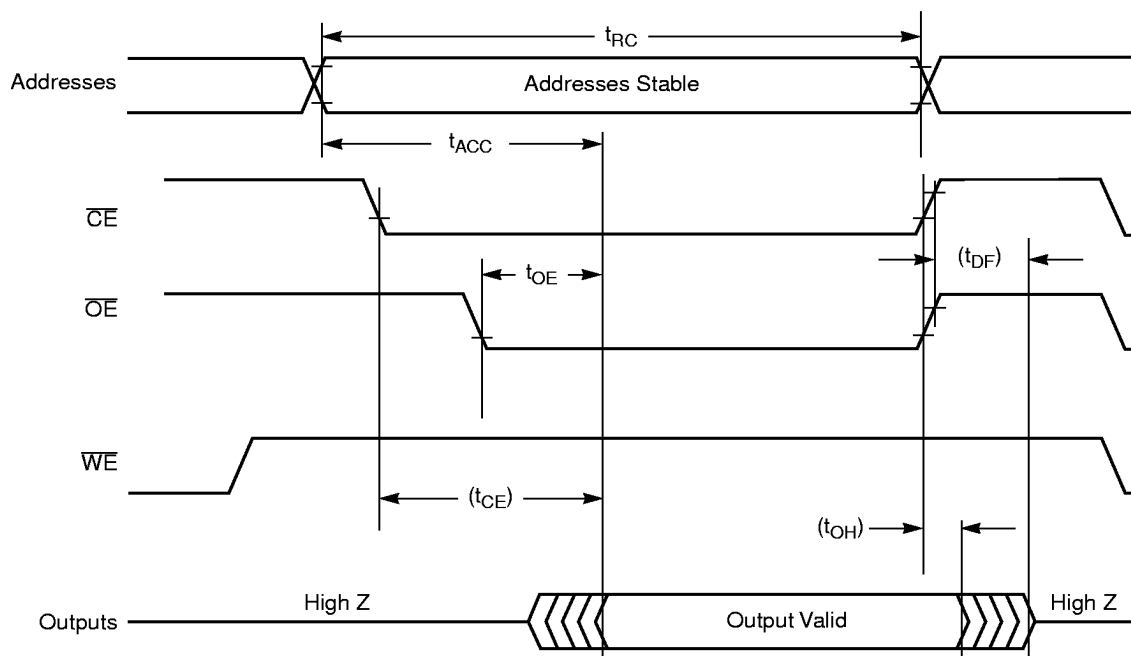 tRC
Addresses
Addresses Stable
tACC
CE
(tDF)
tOE
OE
WE
(tCE)
(tOH)
High Z
High Z
Output Valid
Outputs